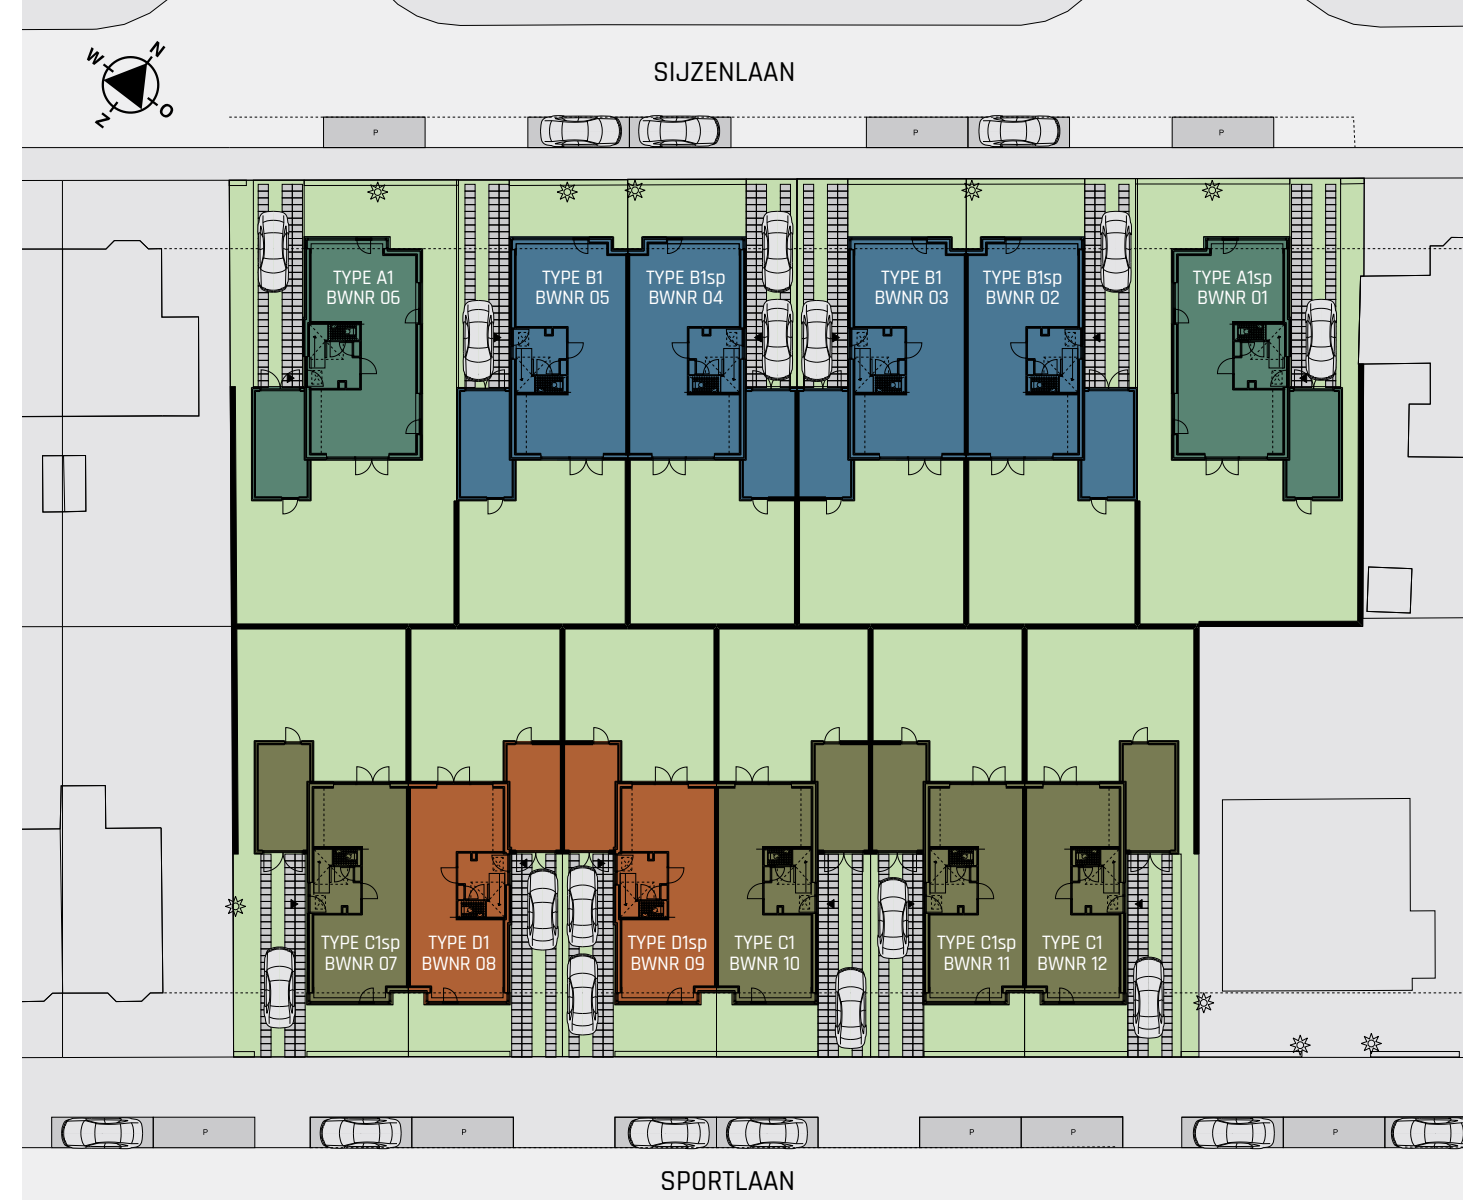 SIJZENLAAN
N
W
O
Z
P
P
P
TYPE A1
BWNR 06
TYPE B1
BWNR 05
TYPE B1sp
BWNR 04
TYPE B1
BWNR 03
TYPE B1sp
BWNR 02
TYPE A1sp
BWNR 01
TYPE C1sp
BWNR 07
TYPE D1
BWNR 08
TYPE D1sp
BWNR 09
TYPE C1
BWNR 10
TYPE C1sp
BWNR 11
TYPE C1
BWNR 12
P
P
P
P
P
SPORTLAAN